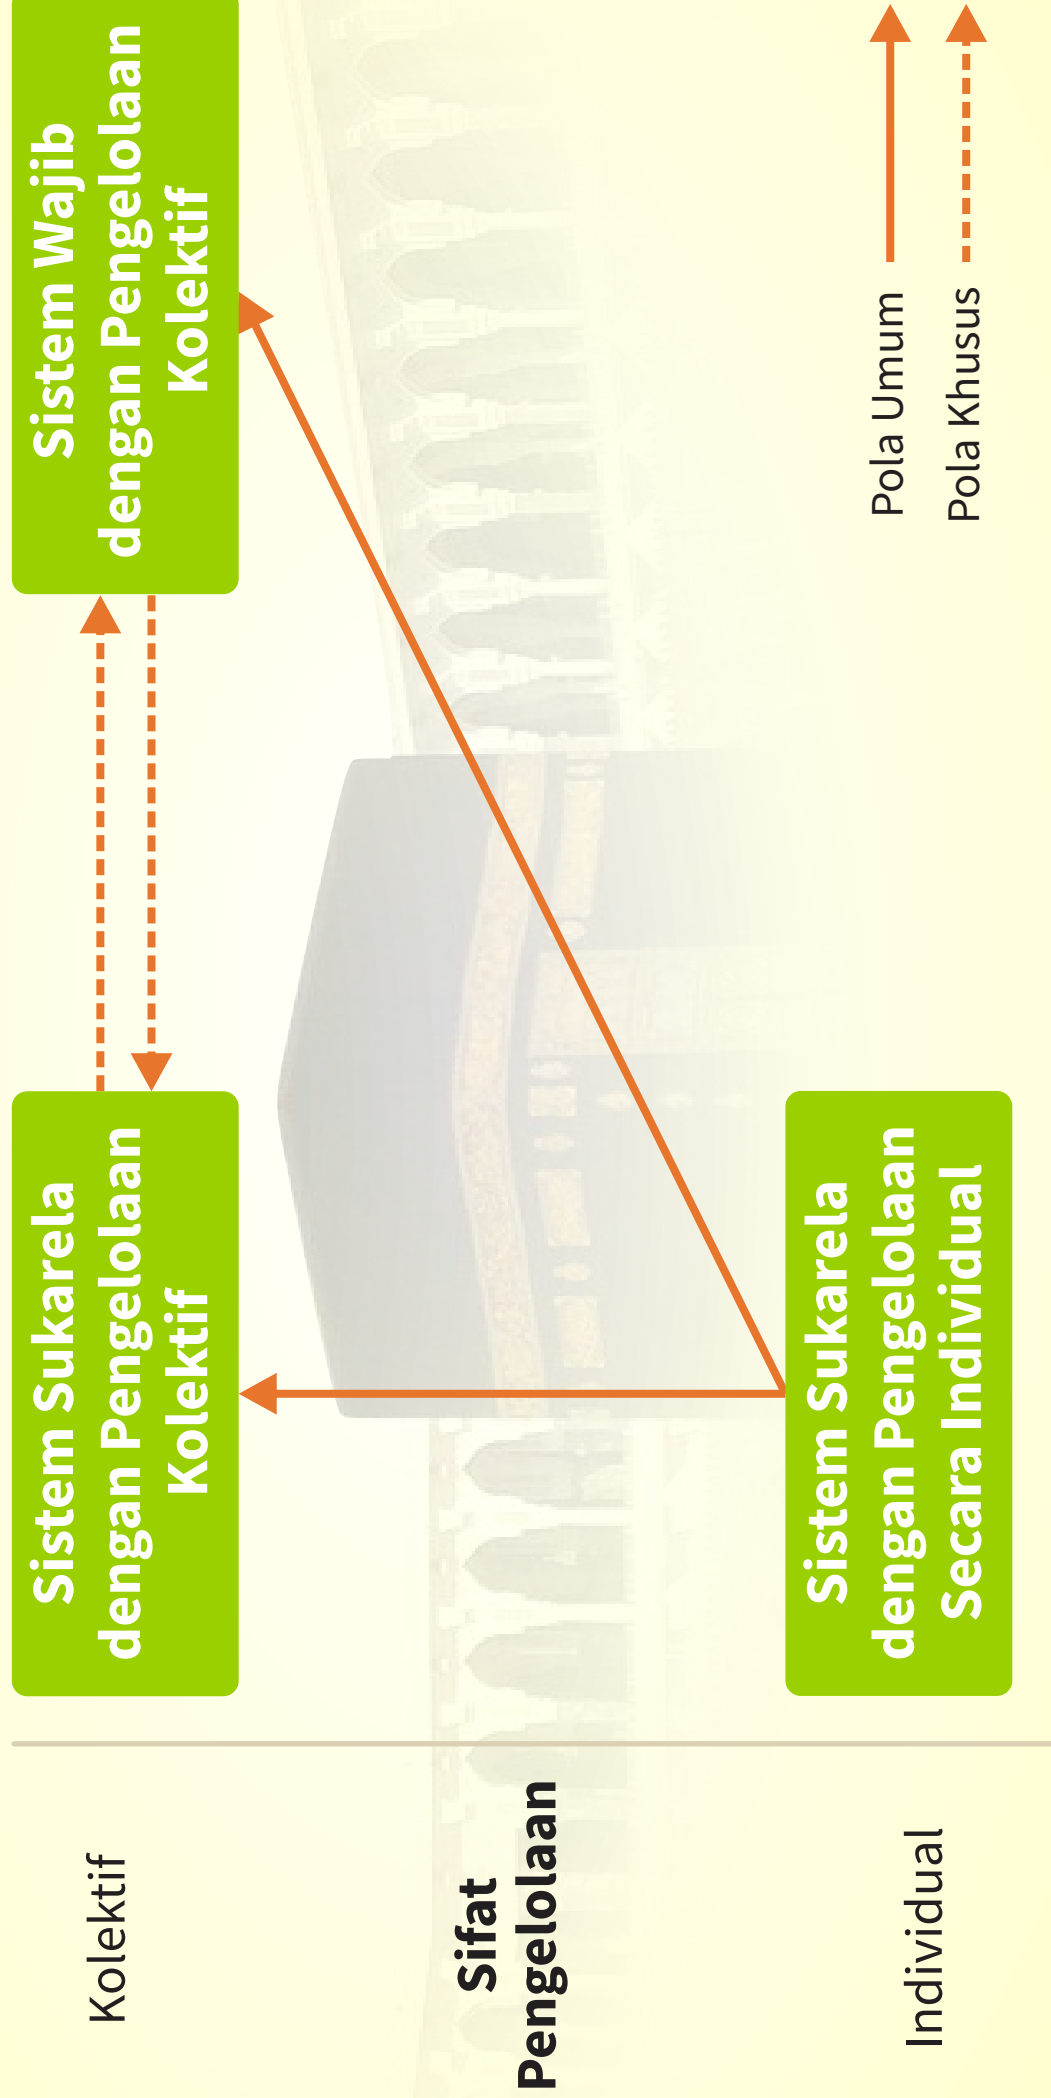 Kolektif
Sistem Sukarela
dengan Pengelolaan
Kolektif
Sistem Wajib
dengan Pengelolaan
Kolektif
Sifat
Pengelolaan
Individual
Sistem Sukarela
dengan Pengelolaan
Secara Individual
Pola Umum
Pola Khusus